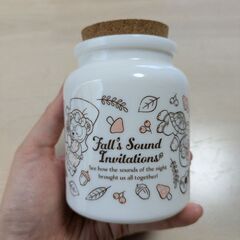 Fall's Sound
Invitations
See how the sounds of the night
brought us all together!